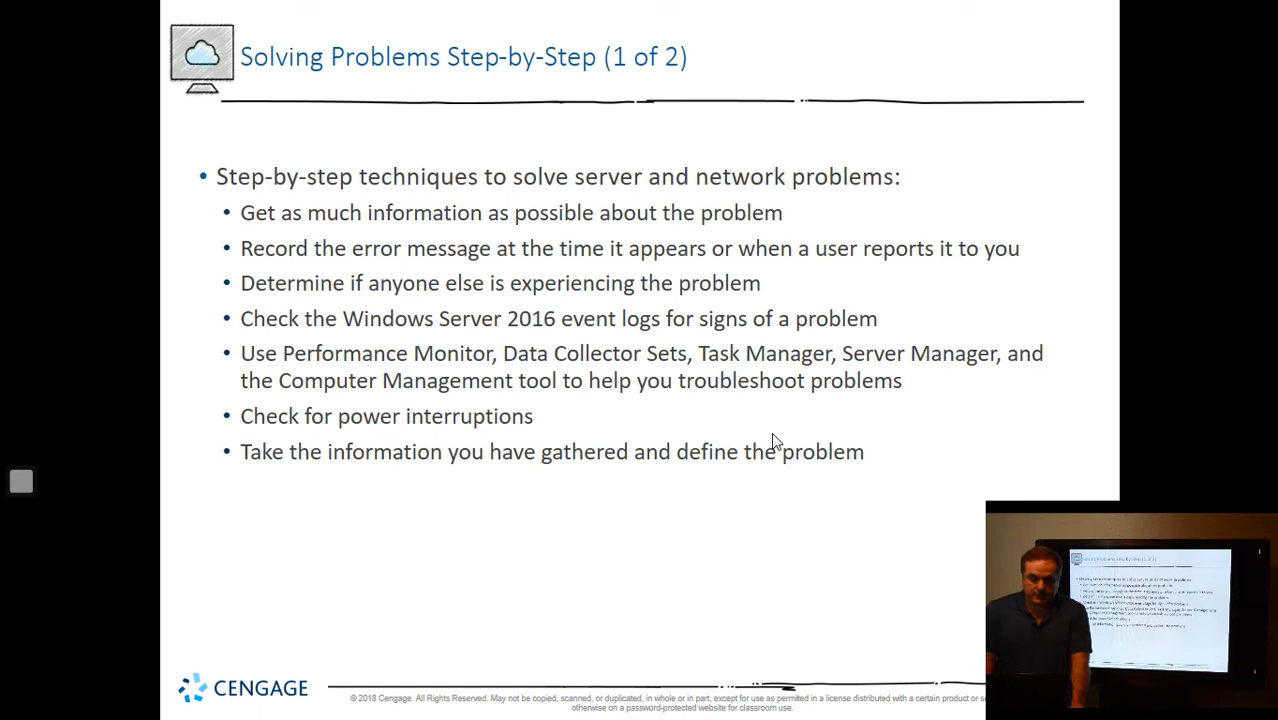 Solving Problems Step-by-Step (1 of 2)
• Step-by-step techniques to solve server and network problems:
• Get as much information as possible about the problem
• Record the error message at the time it appears or when a user reports it to you
• Determine if anyone else is experiencing the problem
• Check the Windows Server 2016 event logs for signs of a problem
• Use Performance Monitor, Data Collector Sets, Task Manager, Server Manager, and
the Computer Management tool to help you troubleshoot problems
• Check for power interruptions
• Take the information you have gathered and define the problem
CENGAGE
© 2018 Cengage. All Rights Reserved. May not be copied, scanned, or duplicated, in whole or in part, except for use as permitted in a license distributed with a certain product or
otherwise on a password-protected website for classroom use.